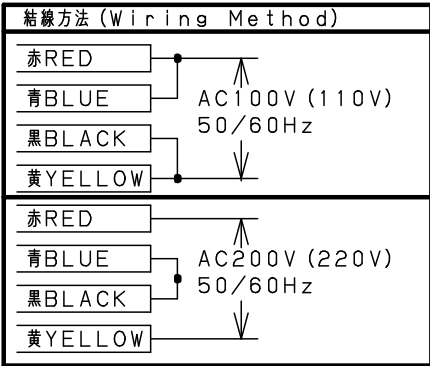 結線方法(Wiring Method)
赤RED
青BLUE
黒BLACK
黄YELLOW
AC100V(110V)
50/60Hz
赤RED
青BLUE
黒BLACK
黄YELLOW
AC200V(220V)
50/60Hz